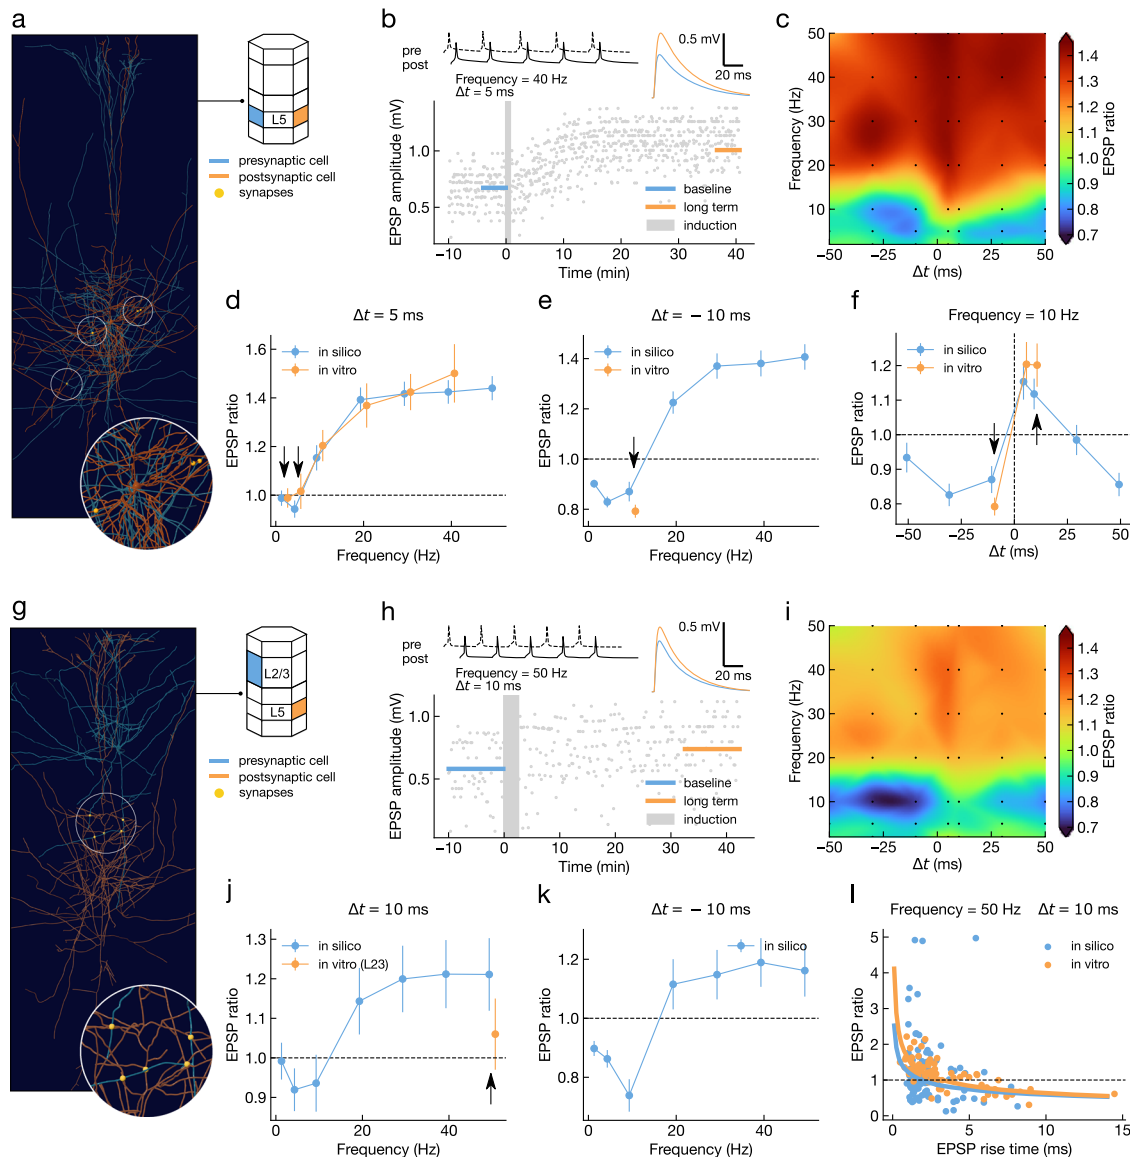 a
L5
presynaptic cell
postsynaptic cell
synapses
b
pre
post
Frequency = 40 Hz
Δt = 5 ms
0.5 mV
20 ms
EPSP amplitude (mV)
1.0
0.5
baseline
long term
induction
−10 0 10 20 30 40
Time (min)
c
Frequency (Hz)
50
40
30
20
10
−50 −25 0 25 50
Δt (ms)
1.4
1.3
1.2
1.1
1.0
0.9
0.8
0.7
EPSP ratio
d
Δt = 5 ms
in silico
in vitro
EPSP ratio
1.6
1.4
1.2
1.0
0 20 40
Frequency (Hz)
e
Δt = − 10 ms
in silico
in vitro
EPSP ratio
1.4
1.2
1.0
0.8
0 20 40
Frequency (Hz)
f
Frequency = 10 Hz
in silico
in vitro
EPSP ratio
1.2
1.1
1.0
0.9
0.8
−50 −25 0 25 50
Δt (ms)
g
L2/3
L5
presynaptic cell
postsynaptic cell
synapses
h
pre
post
Frequency = 50 Hz
Δt = 10 ms
0.5 mV
20 ms
EPSP amplitude (mV)
1.0
0.5
baseline
long term
induction
−10 0 10 20 30 40
Time (min)
i
Frequency (Hz)
50
40
30
20
10
−50 −25 0 25 50
Δt (ms)
1.4
1.3
1.2
1.1
1.0
0.9
0.8
0.7
EPSP ratio
j
Δt = 10 ms
in silico
in vitro (L23)
EPSP ratio
1.3
1.2
1.1
1.0
0.9
0 20 40
Frequency (Hz)
k
Δt = − 10 ms
in silico
EPSP ratio
1.2
1.0
0.8
0 20 40
Frequency (Hz)
l
Frequency = 50 Hz Δt = 10 ms
in silico
in vitro
EPSP ratio
5
4
3
2
1
0
0 5 10 15
EPSP rise time (ms)